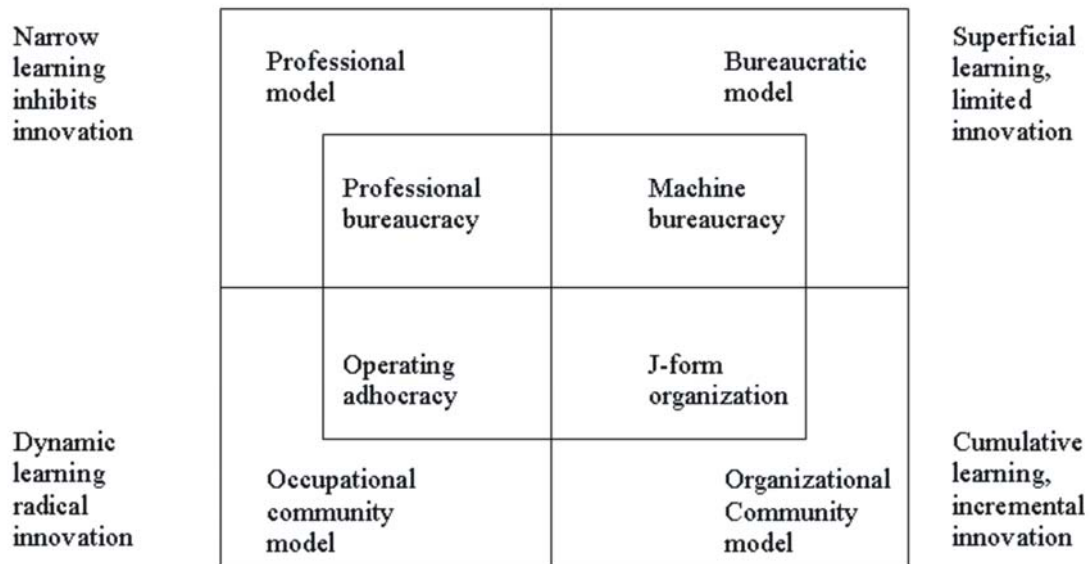 Narrow
learning
inhibits
innovation
Professional
model
Bureaucratic
model
Superficial
learning,
limited
innovation
Professional
bureaucracy
Machine
bureaucracy
Operating
adhocracy
J-form
organization
Dynamic
learning
radical
innovation
Occupational
community
model
Organizational
Community
model
Cumulative
learning,
incremental
innovation